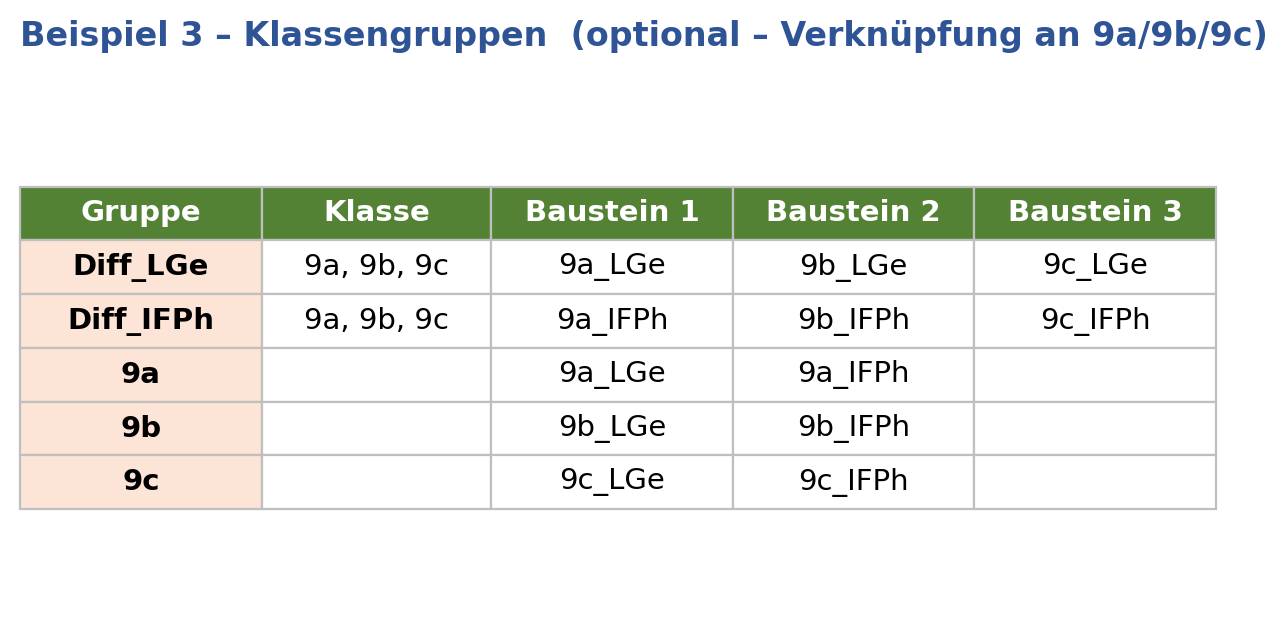 Beispiel 3 – Klassengruppen  (optional – Verknüpfung an 9a/9b/9c)
Gruppe Klasse Baustein 1 Baustein 2 Baustein 3
Diff_LGe 9a, 9b, 9c 9a_LGe 9b_LGe 9c_LGe
Diff_IFPh 9a, 9b, 9c 9a_IFPh 9b_IFPh 9c_IFPh
9a 9a_LGe 9a_IFPh
9b 9b_LGe 9b_IFPh
9c 9c_LGe 9c_IFPh